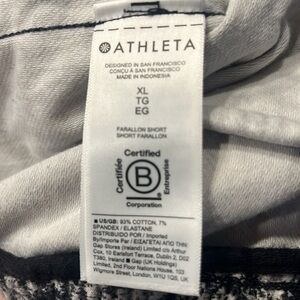 ATHLETA
DESIGNED IN SAN FRANCISCO
CONÇU À SAN FRANCISCO
MADE IN INDONESIA
XL
TG
EG
FARALLON SHORT
SHORT FARALLON
Certified
Certifiée
B
Entreprise
Corporation
■ US/GB: 93% COTTON, 7%
SPANDEX / ELASTANE
DISTRIBUTED FOR / Imported
By/Importe Par/ ΕΙΣΑΓΕΤΑΙ ΑΠΟ ΤΗΝ:
Gap Stores (Ireland) Limited c/o Arthur
Cox, 10 Earlsfort Terrace, Dublin 2, D02
T380, Ireland ■ Gap (UK Holdings)
Limited, 2nd Floor Nations House, 103
Wigmore Street, London, W1U 1QS, UK